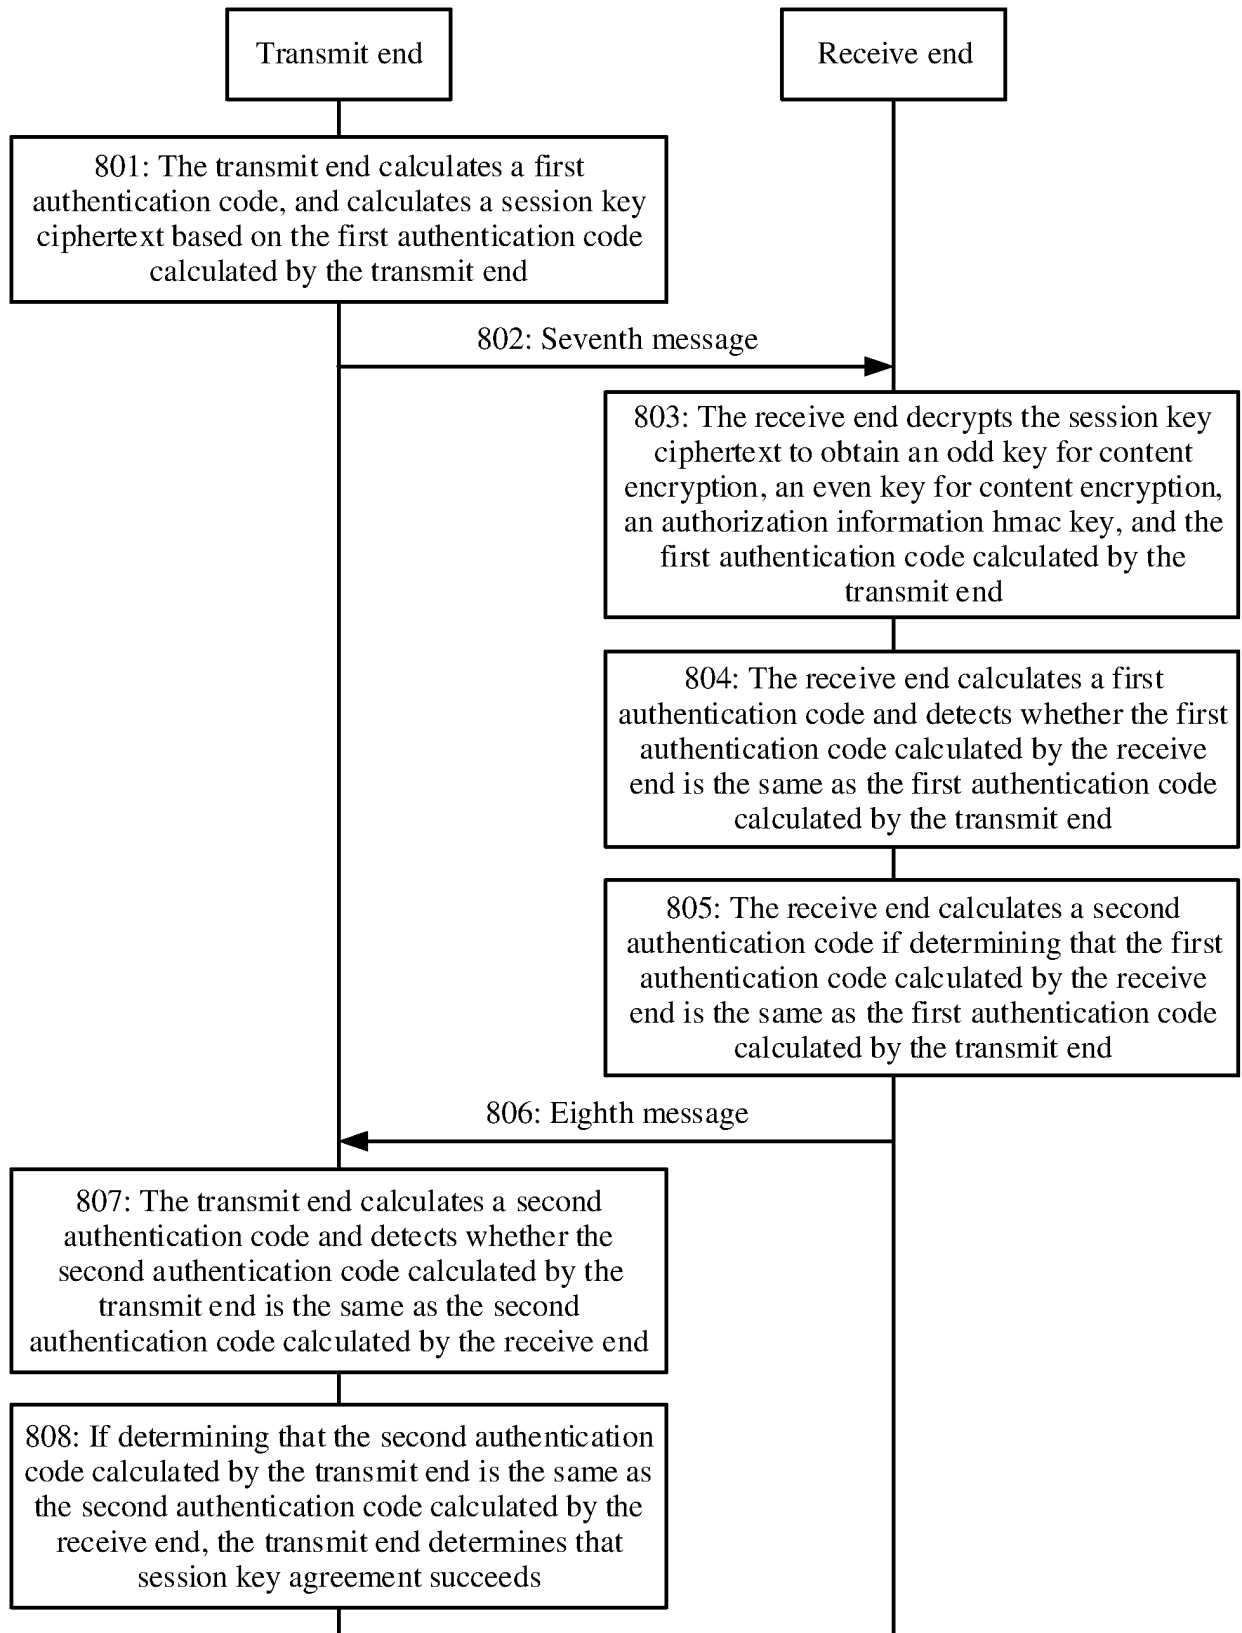 Transmit end
Receive end
801: The transmit end calculates a first
authentication code, and calculates a session key
ciphertext based on the first authentication code
calculated by the transmit end
802: Seventh message
803: The receive end decrypts the session key
ciphertext to obtain an odd key for content
encryption, an even key for content encryption,
an authorization information hmac key, and the
first authentication code calculated by the
transmit end
804: The receive end calculates a first
authentication code and detects whether the first
authentication code calculated by the receive
end is the same as the first authentication code
calculated by the transmit end
805: The receive end calculates a second
authentication code if determining that the first
authentication code calculated by the receive
end is the same as the first authentication code
calculated by the transmit end
806: Eighth message
807: The transmit end calculates a second
authentication code and detects whether the
second authentication code calculated by the
transmit end is the same as the second
authentication code calculated by the receive end
808: If determining that the second authentication
code calculated by the transmit end is the same as
the second authentication code calculated by the
receive end, the transmit end determines that
session key agreement succeeds